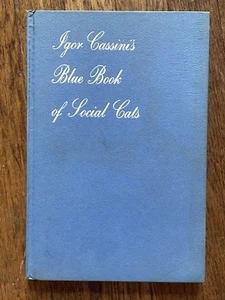 Igor Cassini's
Blue Book
of Social Cats